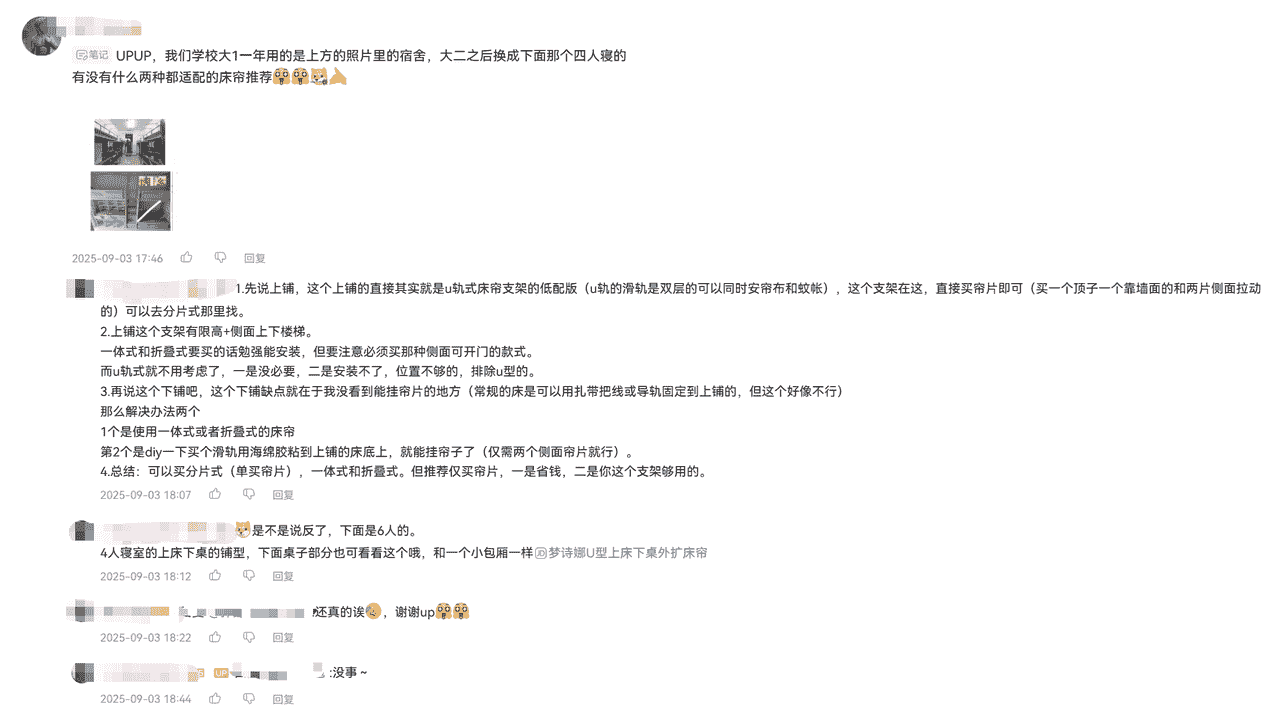 笔记 UPUP，我们学校大1一年用的是上方的照片里的宿舍，大二之后换成下面那个四人寝的
有没有什么两种都适配的床帘推荐
2025-09-03 17:46 回复
1.先说上铺，这个上铺的直接其实就是u轨式床帘支架的低配版（u轨的滑轨是双层的可以同时安帘布和蚊帐），这个支架在这，直接买帘片即可（买一个顶子一个靠墙面的和两片侧面拉动
的）可以去分片式那里找。
2.上铺这个支架有限高+侧面上下楼梯。
一体式和折叠式要买的话勉强能安装，但要注意必须买那种侧面可开门的款式。
而u轨式就不用考虑了，一是没必要，二是安装不了，位置不够的，排除u型的。
3.再说这个下铺吧，这个下铺缺点就在于我没看到能挂帘片的地方（常规的床是可以用扎带把线或导轨固定到上铺的，但这个好像不行）
那么解决办法两个
1个是使用一体式或者折叠式的床帘
第2个是diy一下买个滑轨用海绵胶粘到上铺的床底上，就能挂帘子了（仅需两个侧面帘片就行）。
4.总结：可以买分片式（单买帘片），一体式和折叠式。但推荐仅买帘片，一是省钱，二是你这个支架够用的。
2025-09-03 18:07 回复
是不是说反了，下面是6人的。
4人寝室的上床下桌的铺型，下面桌子部分也可看看这个哦，和一个小包厢一样 梦诗娜U型上床下桌外扩床帘
2025-09-03 18:12 回复
还真的诶，谢谢up
2025-09-03 18:22 回复
UP :没事～
2025-09-03 18:44 回复